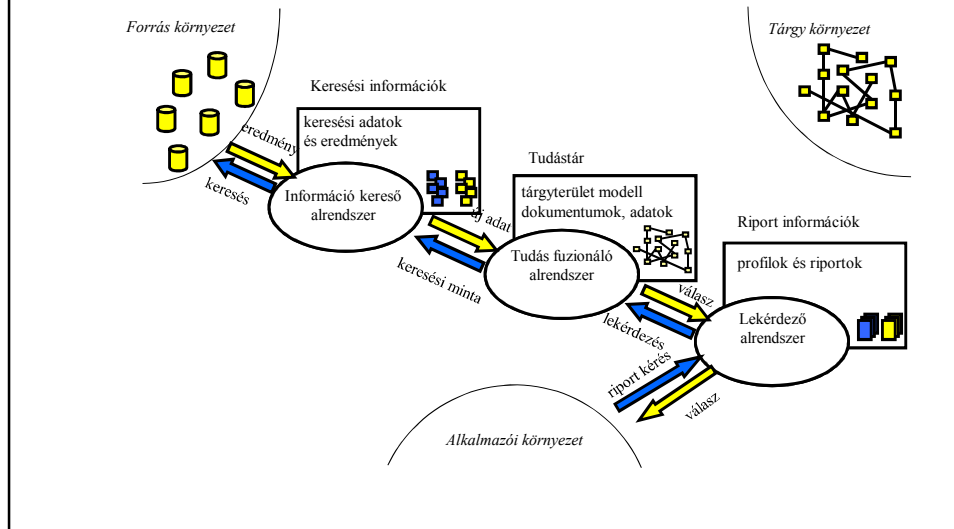 Forrás környezet
Tárgy környezet
Keresési információk
keresési adatok
és eredmények
eredmény
keresés
Információ kereső
alrendszer
Tudástár
tárgyterület modell
dokumentumok, adatok
új adat
keresési minta
Tudás fuzionáló
alrendszer
Riport információk
profilok és riportok
válasz
lekérdezés
Lekérdező
alrendszer
riport kérés
válasz
Alkalmazói környezet